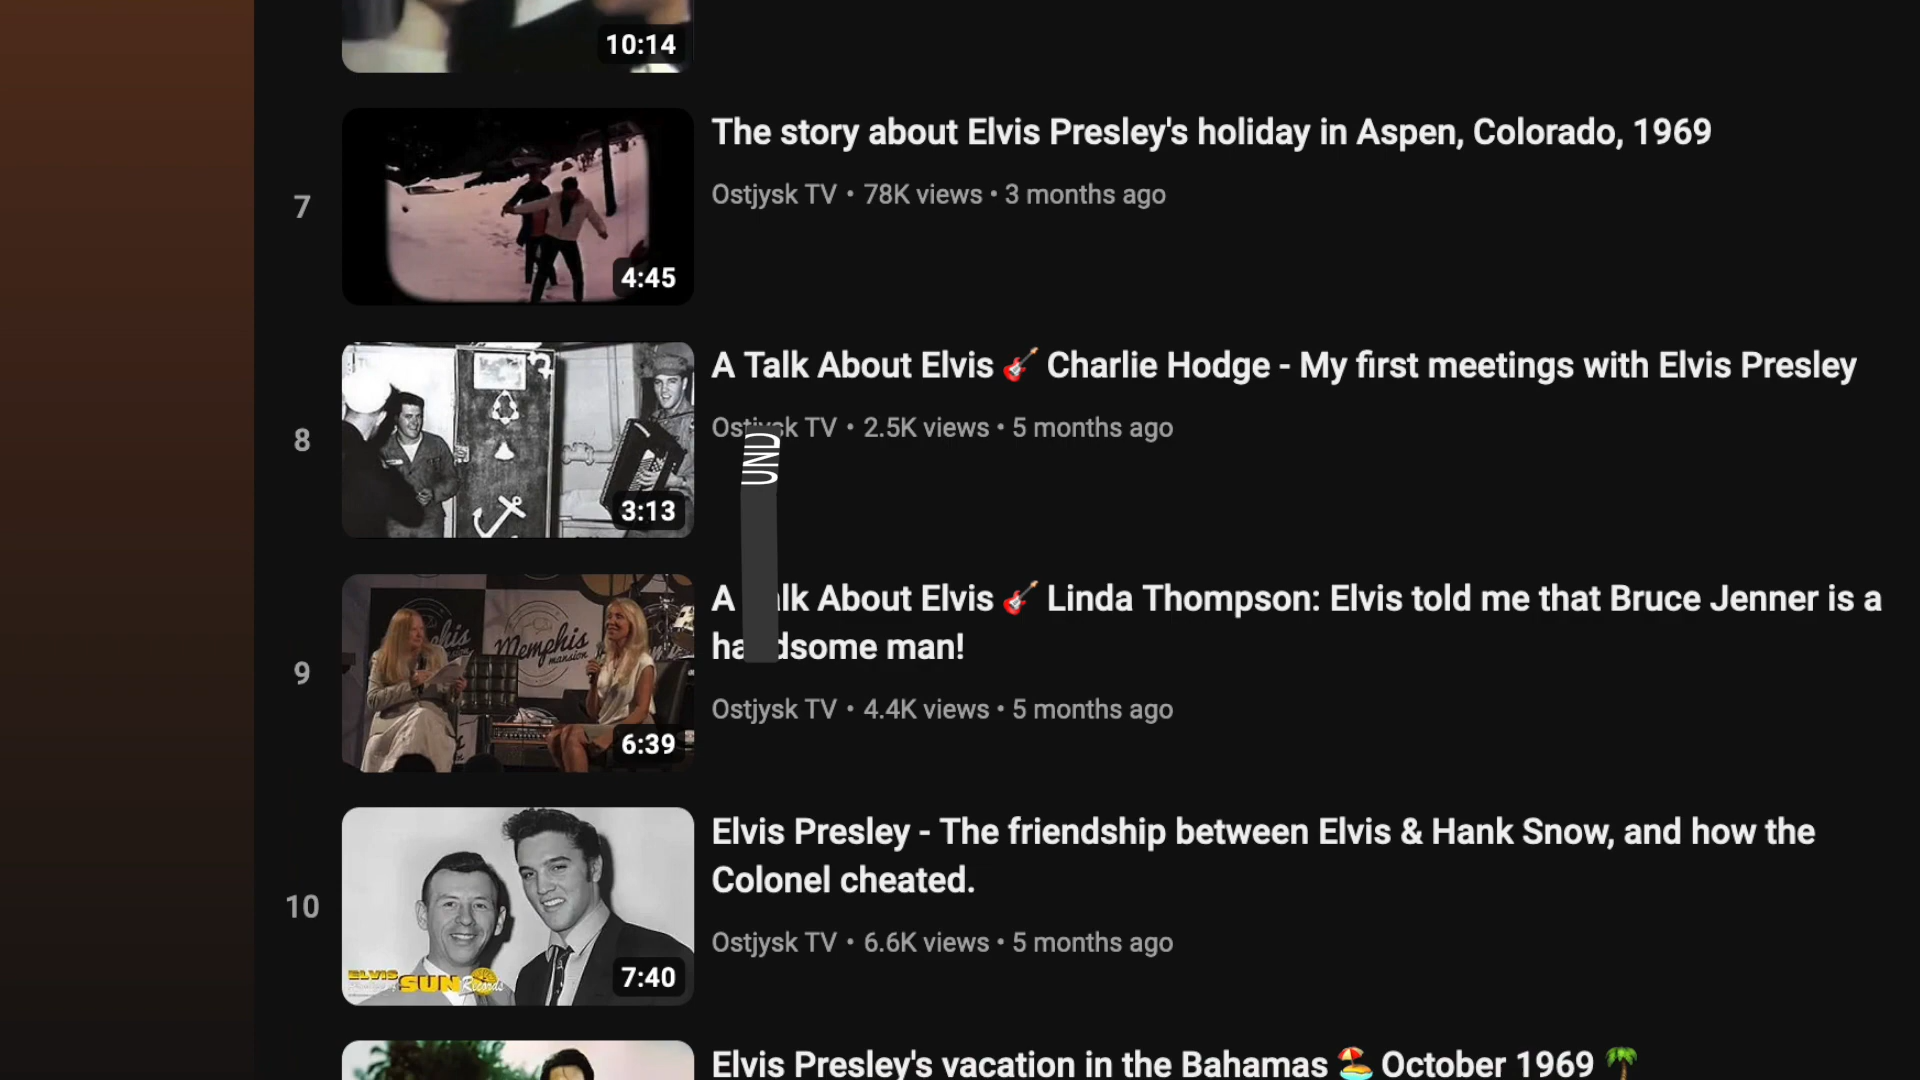 10:14
7
4:45
The story about Elvis Presley's holiday in Aspen, Colorado, 1969
Ostjysk TV • 78K views • 3 months ago
8
3:13
A Talk About Elvis 🎸 Charlie Hodge - My first meetings with Elvis Presley
TV • 2.5K views • 5 months ago
UND
9
Memphis
mansion
6:39
A About Elvis 🎸 Linda Thompson: Elvis told me that Bruce Jenner is a
man!
Ostjysk TV • 4.4K views • 5 months ago
10
ELVIS
SUN Records
7:40
Elvis Presley - The friendship between Elvis & Hank Snow, and how the
Colonel cheated.
Ostjysk TV • 6.6K views • 5 months ago
Elvis Presley's vacation in the Bahamas 🏖️ October 1969 🌴